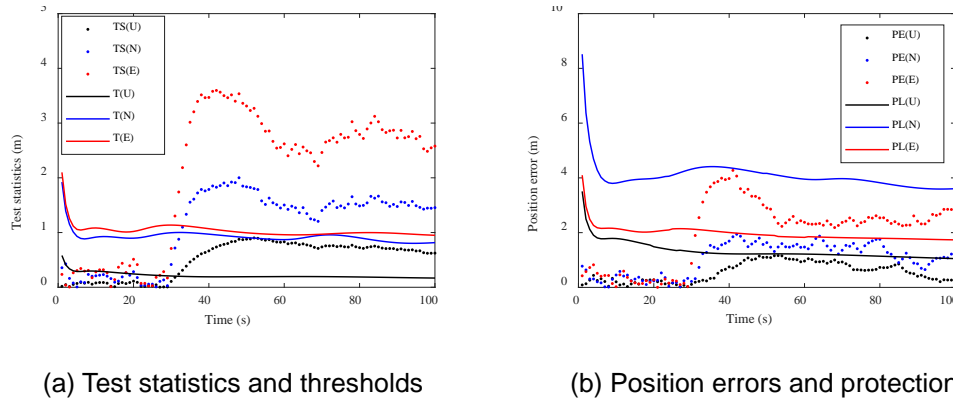 5
10
TS(U)
TS(N)
TS(E)
T(U)
T(N)
T(E)
4
3
2
1
0
Test statistics (m)
0 20 40 60 80 100
Time (s)
PE(U)
PE(N)
PE(E)
PL(U)
PL(N)
PL(E)
8
6
4
2
0
Position error (m)
0 20 40 60 80 100
Time (s)
(a) Test statistics and thresholds
(b) Position errors and protection